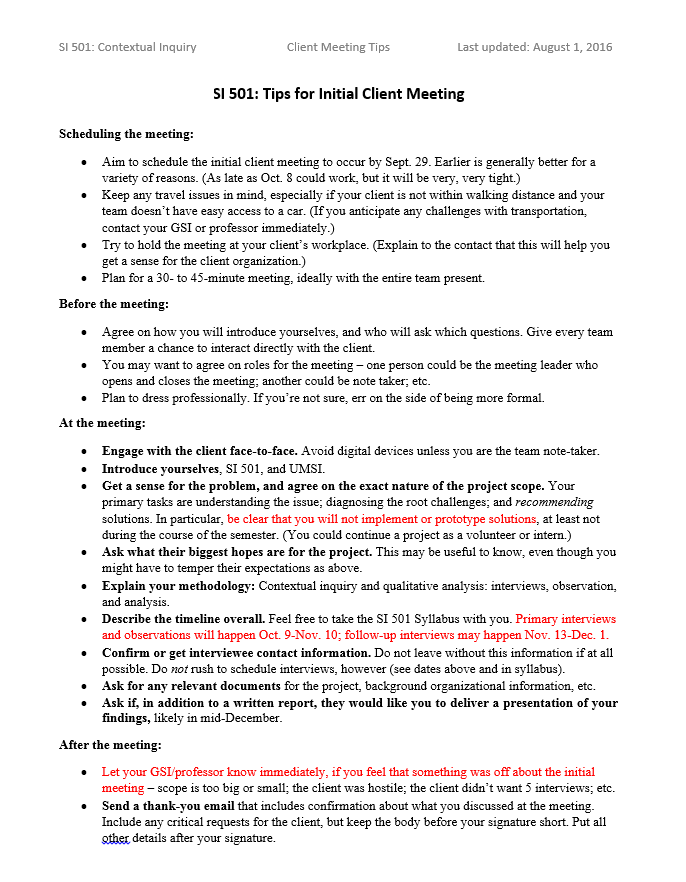 SI 501: Contextual Inquiry Client Meeting Tips Last updated: August 1, 2016
SI 501: Tips for Initial Client Meeting
Scheduling the meeting:
• Aim to schedule the initial client meeting to occur by Sept. 29. Earlier is generally better for a
variety of reasons. (As late as Oct. 8 could work, but it will be very, very tight.)
• Keep any travel issues in mind, especially if your client is not within walking distance and your
team doesn't have easy access to a car. (If you anticipate any challenges with transportation,
contact your GSI or professor immediately.)
• Try to hold the meeting at your client's workplace. (Explain to the contact that this will help you
get a sense for the client organization.)
• Plan for a 30- to 45-minute meeting, ideally with the entire team present.
Before the meeting:
• Agree on how you will introduce yourselves, and who will ask which questions. Give every team
member a chance to interact directly with the client.
• You may want to agree on roles for the meeting – one person could be the meeting leader who
opens and closes the meeting; another could be note taker; etc.
• Plan to dress professionally. If you're not sure, err on the side of being more formal.
At the meeting:
• Engage with the client face-to-face. Avoid digital devices unless you are the team note-taker.
• Introduce yourselves, SI 501, and UMSI.
• Get a sense for the problem, and agree on the exact nature of the project scope. Your
primary tasks are understanding the issue; diagnosing the root challenges; and recommending
solutions. In particular, be clear that you will not implement or prototype solutions, at least not
during the course of the semester. (You could continue a project as a volunteer or intern.)
• Ask what their biggest hopes are for the project. This may be useful to know, even though you
might have to temper their expectations as above.
• Explain your methodology: Contextual inquiry and qualitative analysis: interviews, observation,
and analysis.
• Describe the timeline overall. Feel free to take the SI 501 Syllabus with you. Primary interviews
and observations will happen Oct. 9-Nov. 10; follow-up interviews may happen Nov. 13-Dec. 1.
• Confirm or get interviewee contact information. Do not leave without this information if at all
possible. Do not rush to schedule interviews, however (see dates above and in syllabus).
• Ask for any relevant documents for the project, background organizational information, etc.
• Ask if, in addition to a written report, they would like you to deliver a presentation of your
findings, likely in mid-December.
After the meeting:
• Let your GSI/professor know immediately, if you feel that something was off about the initial
meeting – scope is too big or small; the client was hostile; the client didn't want 5 interviews; etc.
• Send a thank-you email that includes confirmation about what you discussed at the meeting.
Include any critical requests for the client, but keep the body before your signature short. Put all
other details after your signature.